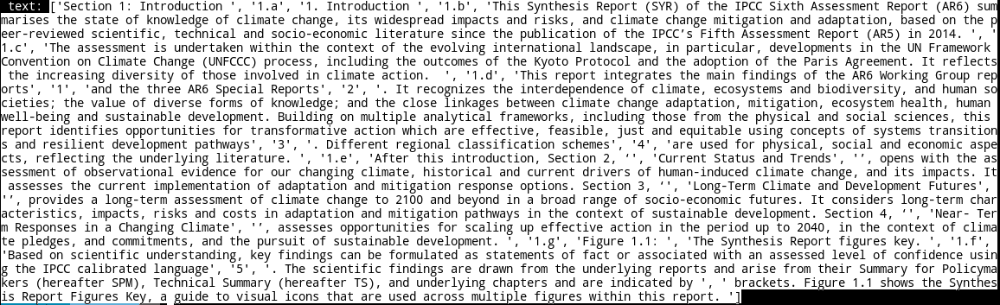 text: ['Section 1: Introduction ', '1.a', '1. Introduction ', '1.b', 'This Synthesis Report (SYR) of the IPCC Sixth Assessment Report (AR6) sum
marises the state of knowledge of climate change, its widespread impacts and risks, and climate change mitigation and adaptation, based on the p
eer-reviewed scientific, technical and socio-economic literature since the publication of the IPCC’s Fifth Assessment Report (AR5) in 2014. ', '
1.c', 'The assessment is undertaken within the context of the evolving international landscape, in particular, developments in the UN Framework
Convention on Climate Change (UNFCCC) process, including the outcomes of the Kyoto Protocol and the adoption of the Paris Agreement. It reflects
the increasing diversity of those involved in climate action.  ', '1.d', 'This report integrates the main findings of the AR6 Working Group rep
orts', '1', 'and the three AR6 Special Reports', '2', '. It recognizes the interdependence of climate, ecosystems and biodiversity, and human so
cieties; the value of diverse forms of knowledge; and the close linkages between climate change adaptation, mitigation, ecosystem health, human
well-being and sustainable development. Building on multiple analytical frameworks, including those from the physical and social sciences, this
report identifies opportunities for transformative action which are effective, feasible, just and equitable using concepts of systems transition
s and resilient development pathways', '3', '. Different regional classification schemes', '4', 'are used for physical, social and economic aspe
cts, reflecting the underlying literature. ', '1.e', 'After this introduction, Section 2, ‘', 'Current Status and Trends', '’, opens with the as
sessment of observational evidence for our changing climate, historical and current drivers of human-induced climate change, and its impacts. It
assesses the current implementation of adaptation and mitigation response options. Section 3, ‘', 'Long-Term Climate and Development Futures',
'’, provides a long-term assessment of climate change to 2100 and beyond in a broad range of socio-economic futures. It considers long-term char
acteristics, impacts, risks and costs in adaptation and mitigation pathways in the context of sustainable development. Section 4, ‘', 'Near- Ter
m Responses in a Changing Climate', '’, assesses opportunities for scaling up effective action in the period up to 2040, in the context of clima
te pledges, and commitments, and the pursuit of sustainable development. ', '1.g', 'Figure 1.1: ', 'The Synthesis Report figures key. ', '1.f',
'Based on scientific understanding, key findings can be formulated as statements of fact or associated with an assessed level of confidence usin
g the IPCC calibrated language', '5', '. The scientific findings are drawn from the underlying reports and arise from their Summary for Policyma
kers (hereafter SPM), Technical Summary (hereafter TS), and underlying chapters and are indicated by ', ' brackets. Figure 1.1 shows the Synthes
is Report Figures Key, a guide to visual icons that are used across multiple figures within this report. ']